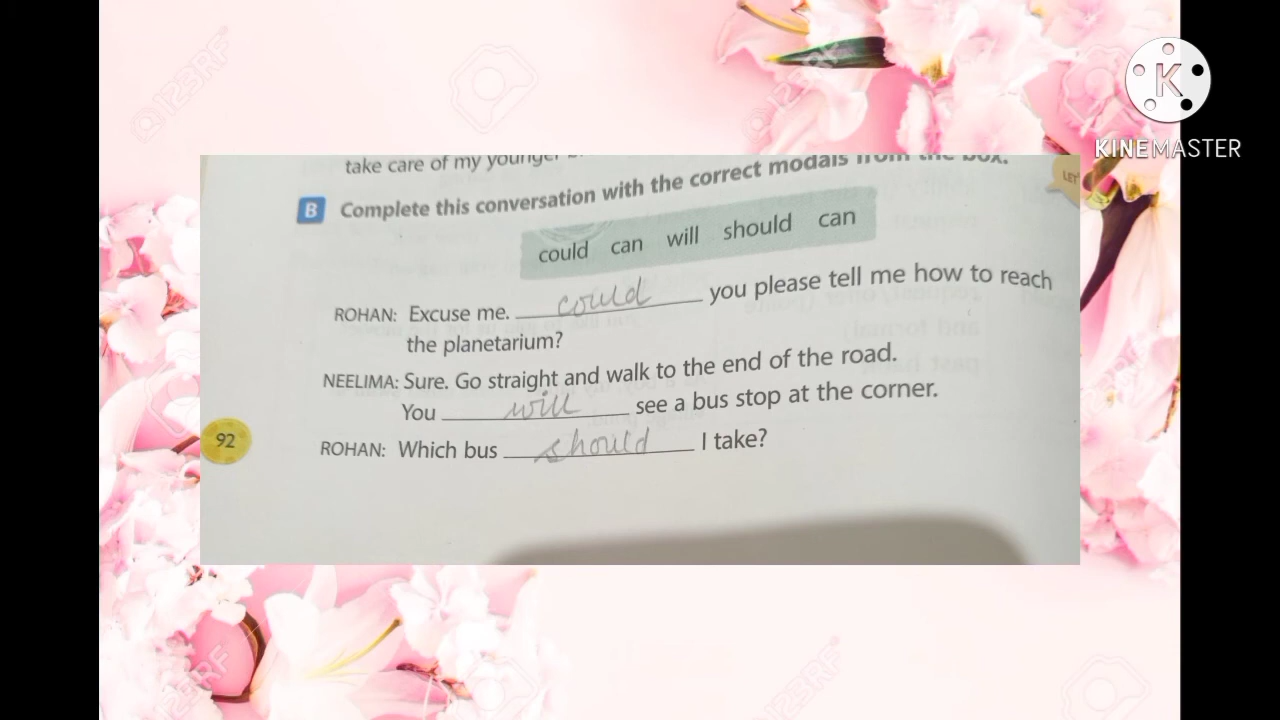 KINEMASTER
take care of my younger
B Complete this conversation with the correct modals from the box.
could can will should can
ROHAN: Excuse me. could you please tell me how to reach
the planetarium?
NEELIMA: Sure. Go straight and walk to the end of the road.
You will see a bus stop at the corner.
92
ROHAN: Which bus should I take?